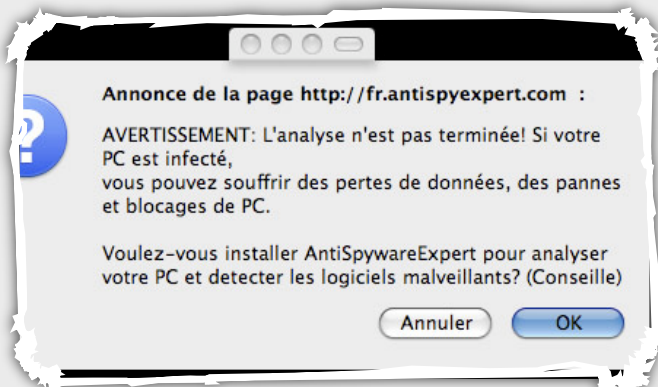 Annonce de la page http://fr.antispyexpert.com :
AVERTISSEMENT: L'analyse n'est pas terminée! Si votre
PC est infecté,
vous pouvez souffrir des pertes de données, des pannes
et blocages de PC.
Voulez-vous installer AntiSpywareExpert pour analyser
votre PC et detecter les logiciels malveillants? (Conseille)
Annuler OK